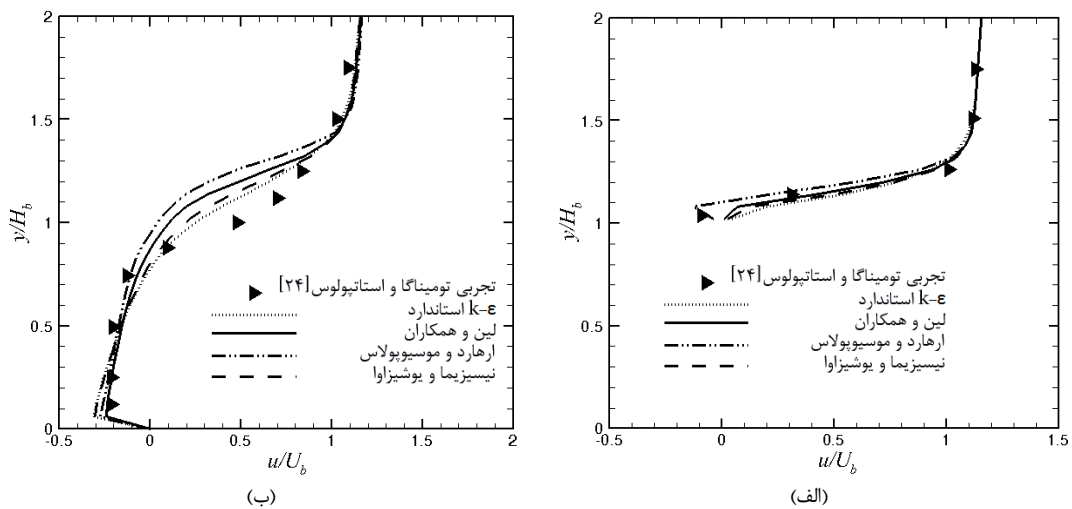 2
1.5
1
0.5
0
y/H_b
-0.5 0 0.5 1 1.5
u/U_b
تجربی تومیناگا و استاتپولوس[۲۴]
k-ε استاندارد
لین و همکاران
ارهارد و موسیوپولاس
نیسیزیما و یوشیزاوا
(الف)
2
1.5
1
0.5
0
y/H_b
-0.5 0 0.5 1 1.5 2
u/U_b
تجربی تومیناگا و استاتپولوس[۲۴]
k-ε استاندارد
لین و همکاران
ارهارد و موسیوپولاس
نیسیزیما و یوشیزاوا
(ب)